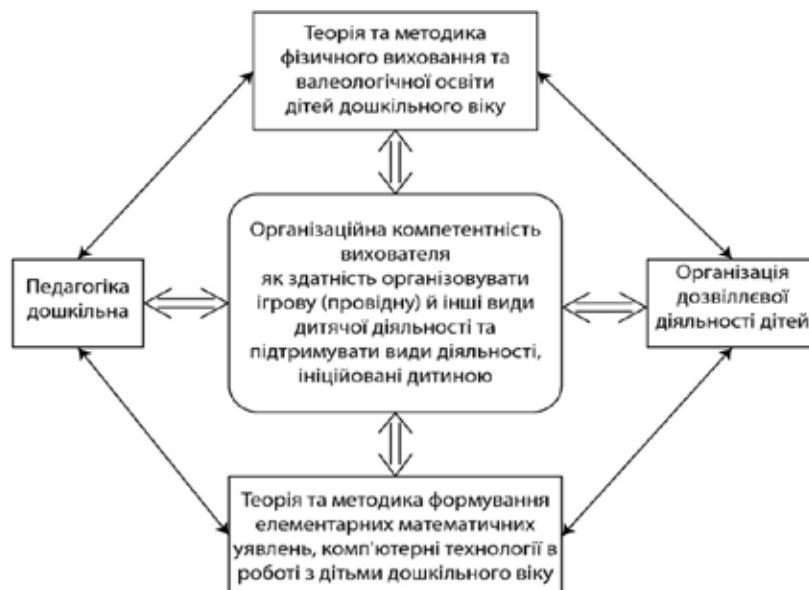 Теорія та методика
фізичного виховання та
валеологічної освіти
дітей дошкільного віку
Педагогіка
дошкільна
Організаційна компетентність
вихователя
як здатність організовувати
ігрову (провідну) й інші види
дитячої діяльності та
підтримувати види діяльності,
ініційовані дитиною
Організація
дозвіллєвої
діяльності дітей
Теорія та методика формування
елементарних математичних
уявлень, комп'ютерні технології в
роботі з дітьми дошкільного віку